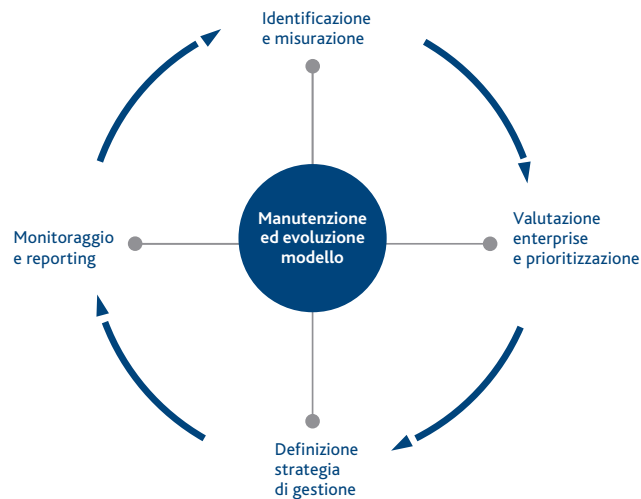 Identificazione
e misurazione
Manutenzione
ed evoluzione
modello
Valutazione
enterprise
e prioritizzazione
Monitoraggio
e reporting
Definizione
strategia
di gestione